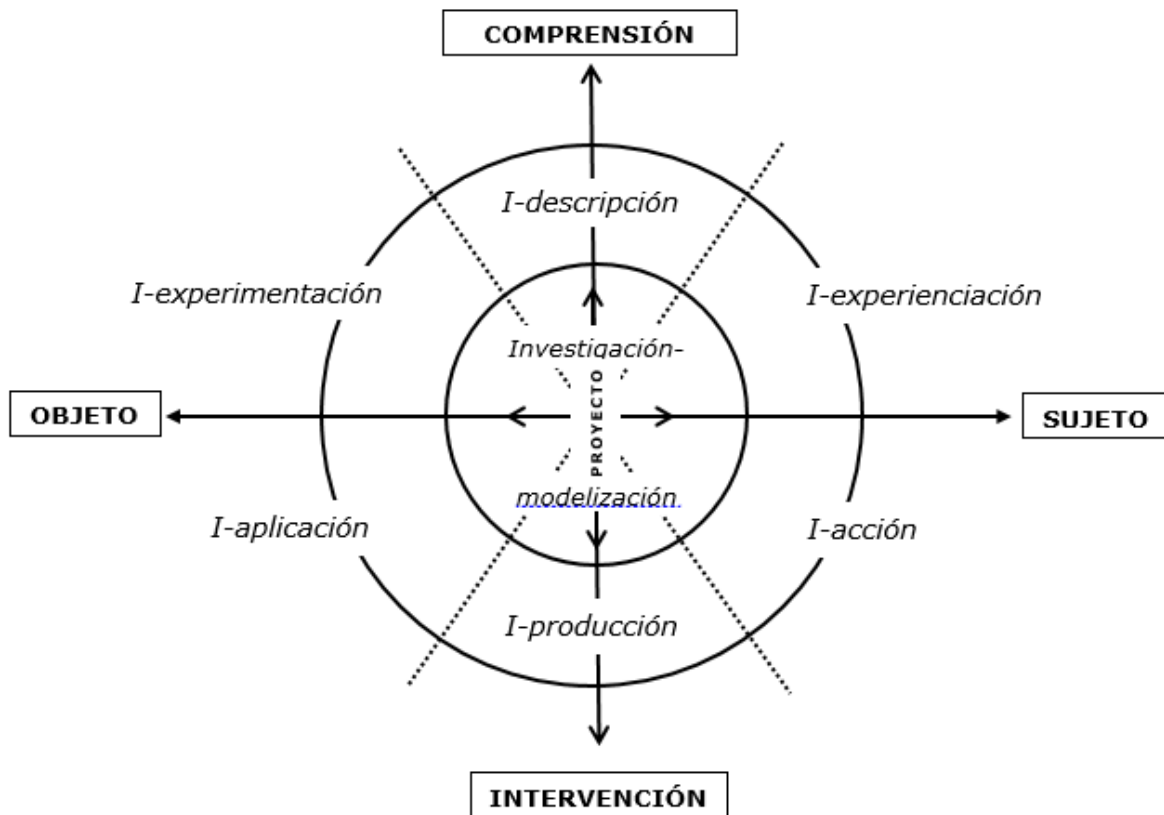 COMPRENSIÓN
I-descripción
I-experimentación
I-experienciación
Investigación-
PROYECTO
OBJETO
SUJETO
modelización
I-aplicación
I-acción
I-producción
INTERVENCIÓN